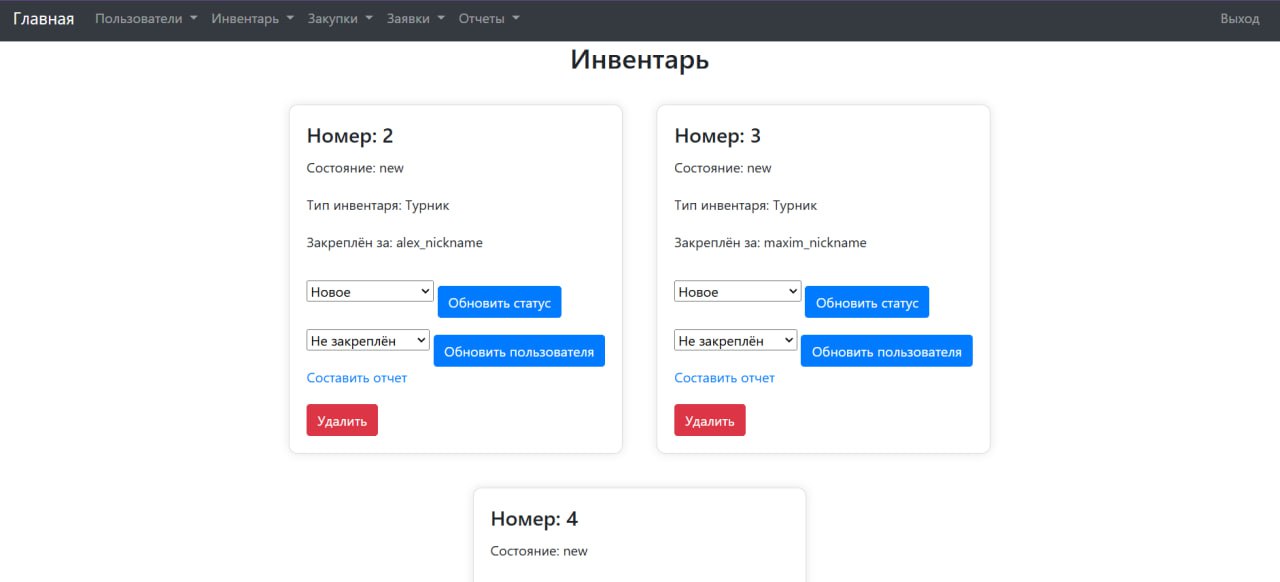 Главная Пользователи Инвентарь Закупки Заявки Отчеты Выход
Инвентарь
Номер: 2
Состояние: new
Тип инвентаря: Турник
Закреплён за: alex_nickname
Новое Обновить статус
Не закреплён Обновить пользователя
Составить отчет
Удалить
Номер: 3
Состояние: new
Тип инвентаря: Турник
Закреплён за: maxim_nickname
Новое Обновить статус
Не закреплён Обновить пользователя
Составить отчет
Удалить
Номер: 4
Состояние: new